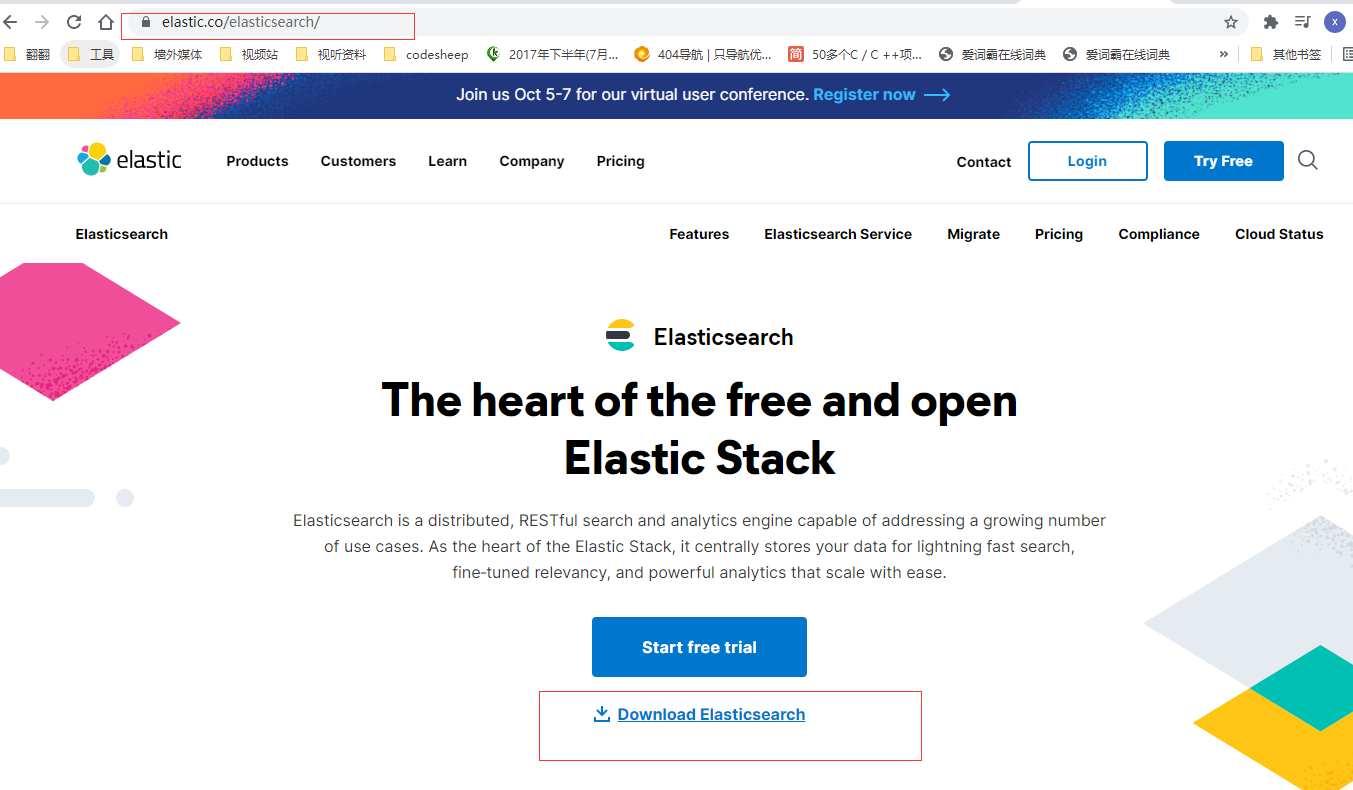 elastic.co/elasticsearch/
x
翻翻 工具 墙外媒体 视频站 视听资料 codesheep 2017年下半年(7月... 404导航 | 只导航优... 简 50多个C / C ++项... 爱词霸在线词典 爱词霸在线词典 » 其他书签
Join us Oct 5-7 for our virtual user conference. Register now
elastic Products Customers Learn Company Pricing Contact Login Try Free
Elasticsearch Features Elasticsearch Service Migrate Pricing Compliance Cloud Status
Elasticsearch
The heart of the free and open
Elastic Stack
Elasticsearch is a distributed, RESTful search and analytics engine capable of addressing a growing number
of use cases. As the heart of the Elastic Stack, it centrally stores your data for lightning fast search,
fine-tuned relevancy, and powerful analytics that scale with ease.
Start free trial
Download Elasticsearch